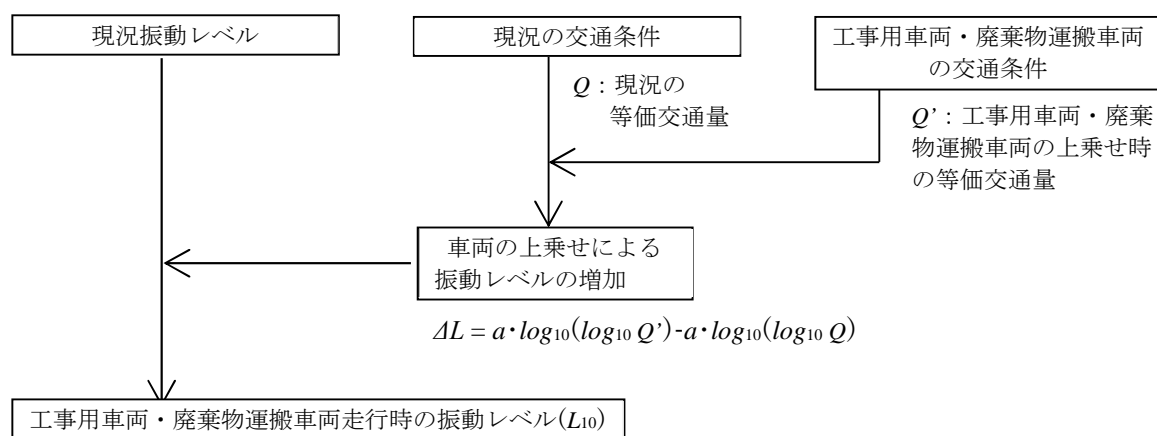 現況振動レベル
現況の交通条件
工事用車両・廃棄物運搬車両
の交通条件
Q：現況の
等価交通量
Q’：工事用車両・廃棄
物運搬車両の上乗せ時
の等価交通量
車両の上乗せによる
振動レベルの増加
ΔL = a・log10(log10 Q’)-a・log10(log10 Q)
工事用車両・廃棄物運搬車両走行時の振動レベル(L10)